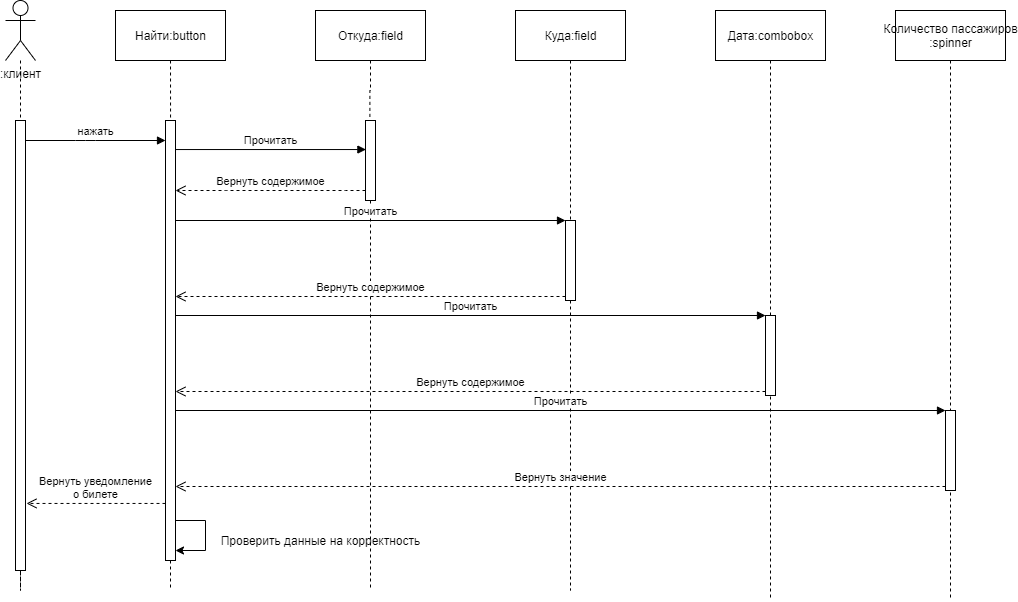 :клиент
Найти:button
Откуда:field
Куда:field
Дата:combobox
Количество пассажиров
:spinner
нажать
Прочитать
Вернуть содержимое
Прочитать
Вернуть содержимое
Прочитать
Вернуть содержимое
Прочитать
Вернуть значение
Вернуть уведомление
о билете
Проверить данные на корректность